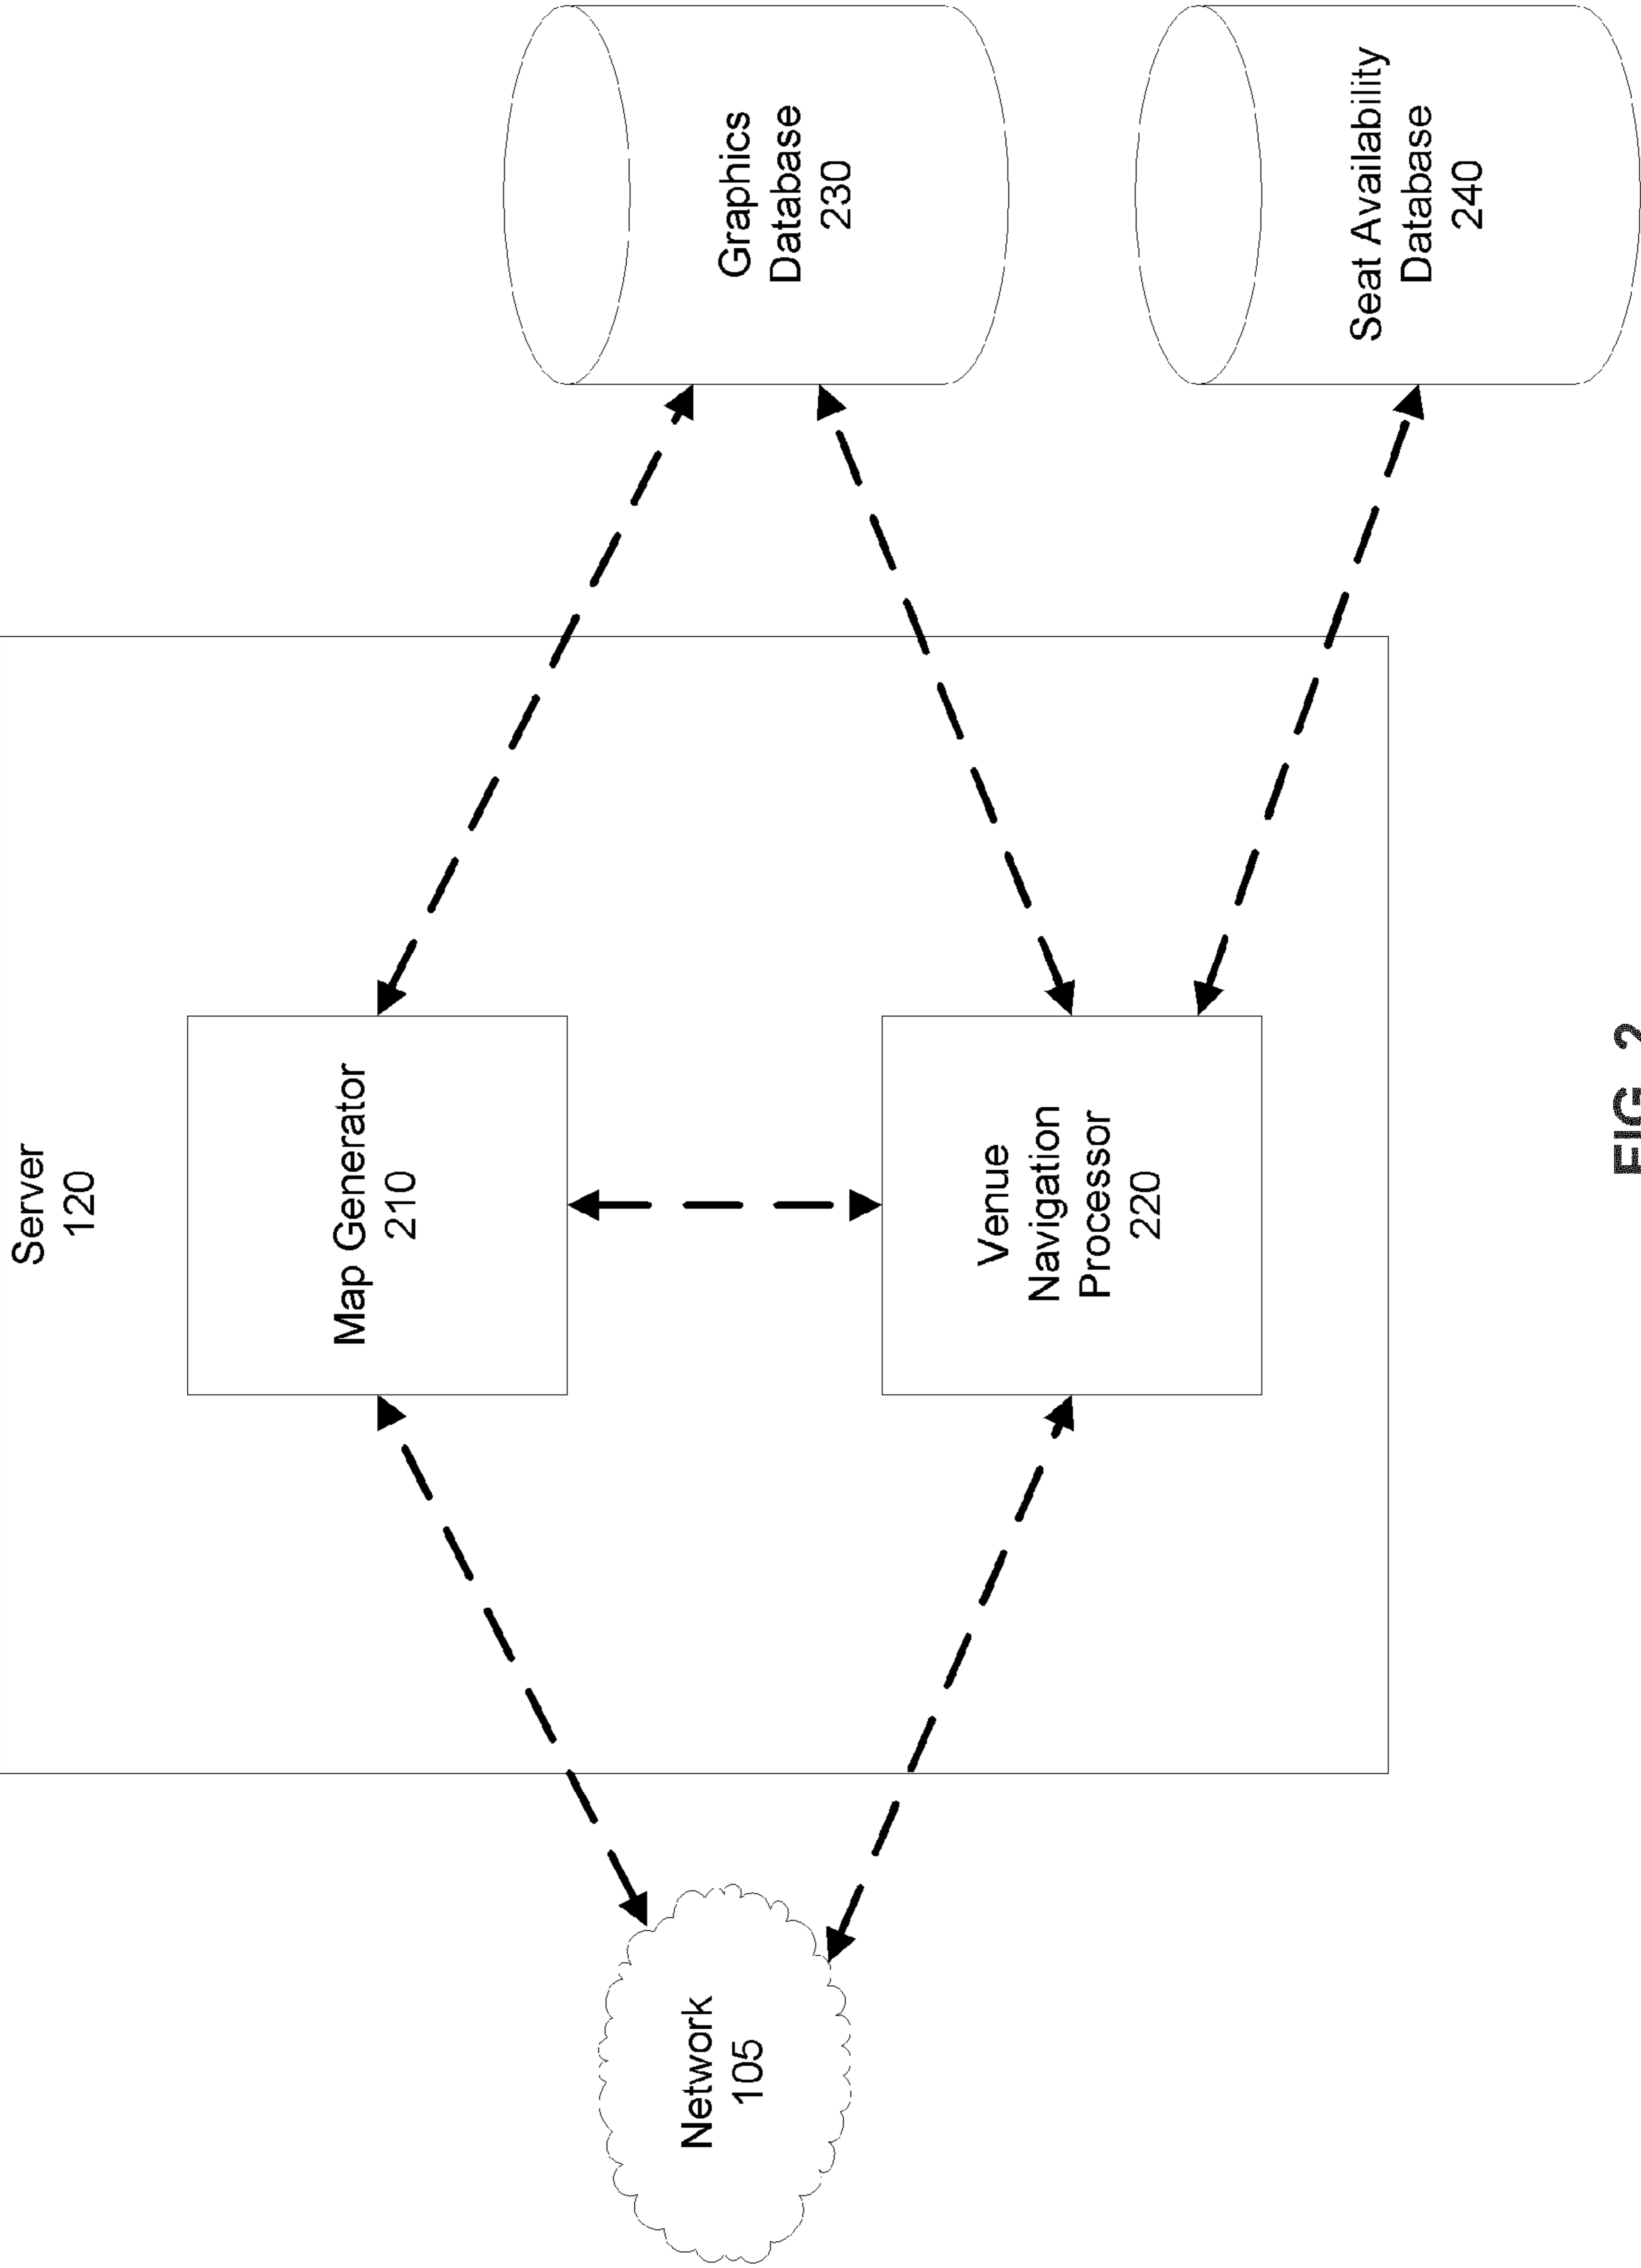 Server
120
Map Generator
210
Graphics
Database
230
Network
105
Venue
Navigation
Processor
220
Seat Availability
Database
240
FIG. 2